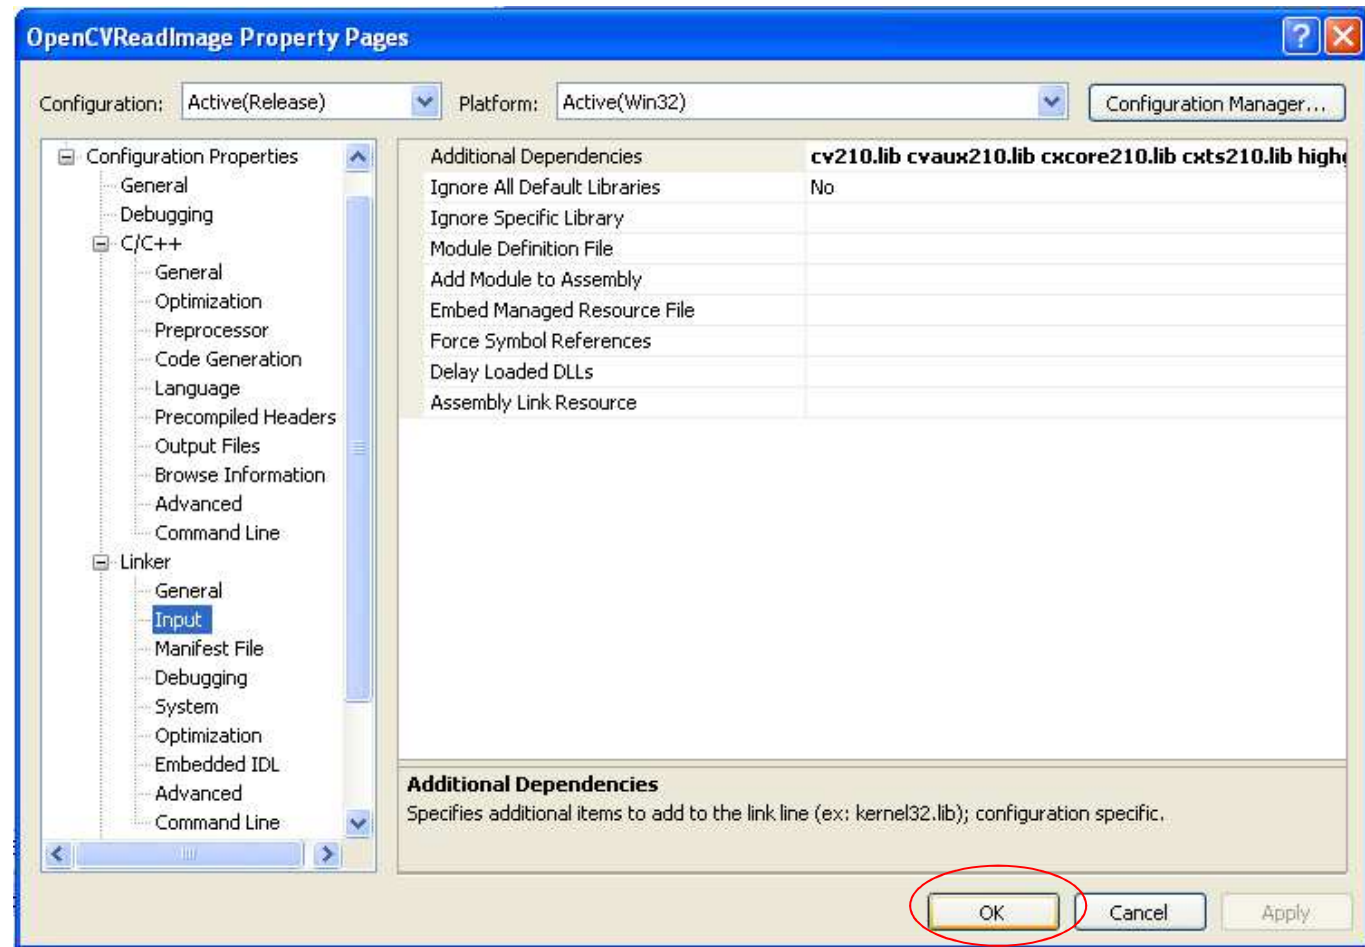 OpenCVReadImage Property Pages
Configuration: Active(Release) Platform: Active(Win32) Configuration Manager...
Configuration Properties
General
Debugging
C/C++
General
Optimization
Preprocessor
Code Generation
Language
Precompiled Headers
Output Files
Browse Information
Advanced
Command Line
Linker
General
Input
Manifest File
Debugging
System
Optimization
Embedded IDL
Advanced
Command Line
Additional Dependencies cv210.lib cvaux210.lib cxcore210.lib cxts210.lib high
Ignore All Default Libraries No
Ignore Specific Library
Module Definition File
Add Module to Assembly
Embed Managed Resource File
Force Symbol References
Delay Loaded DLLs
Assembly Link Resource
Additional Dependencies
Specifies additional items to add to the link line (ex: kernel32.lib); configuration specific.
OK Cancel Apply